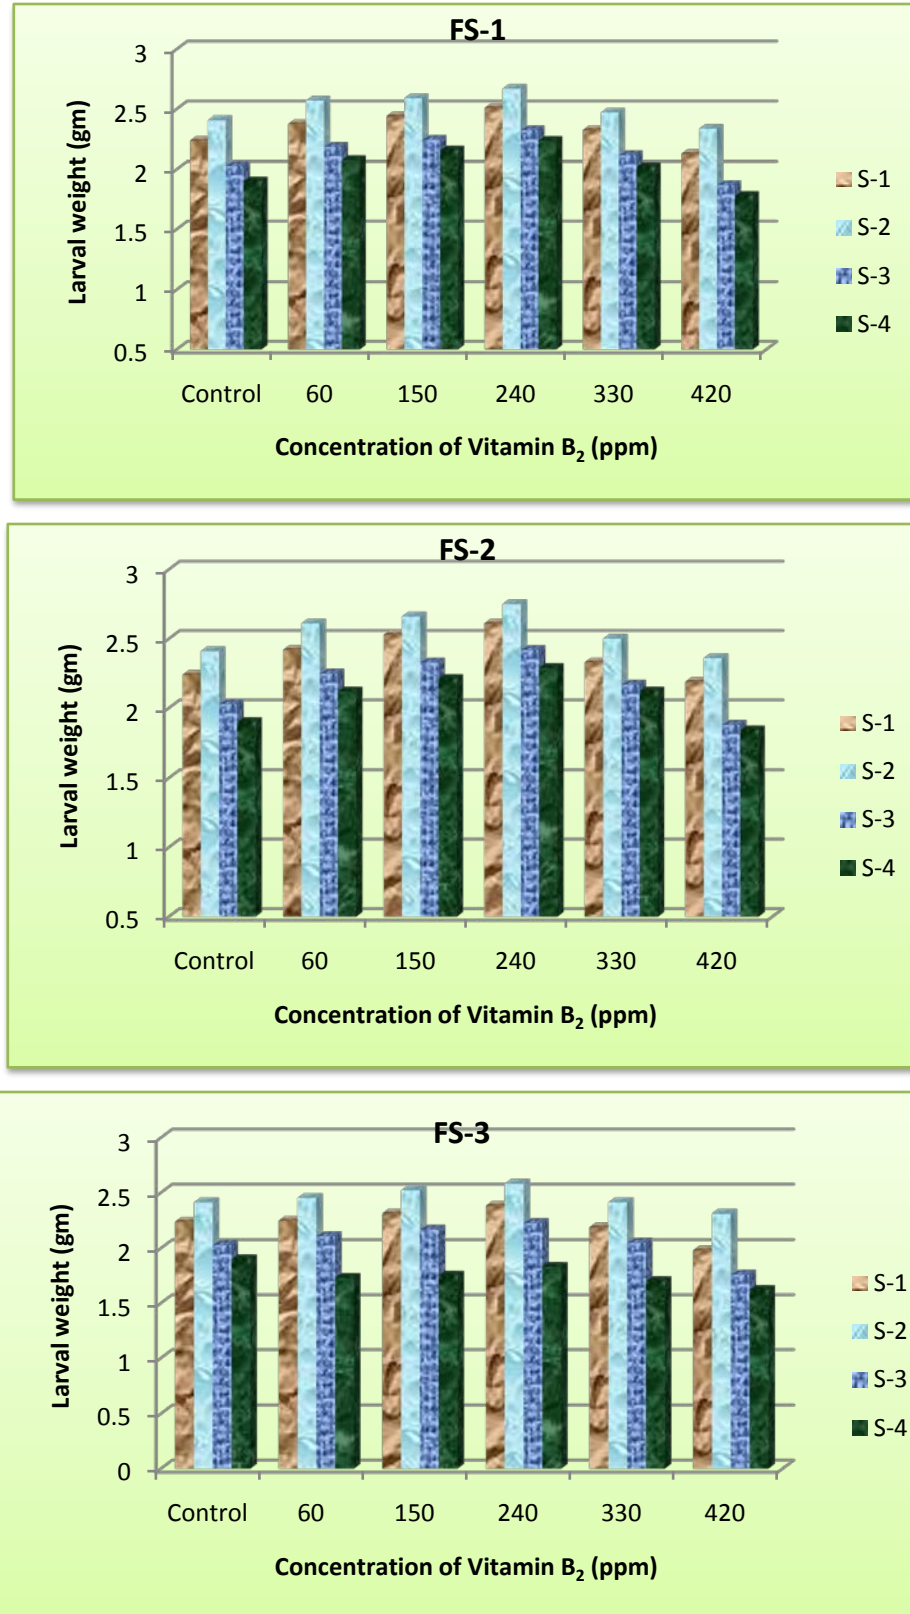 FS-1
3
2.5
2
1.5
1
0.5
Larval weight (gm)
Control 60 150 240 330 420
Concentration of Vitamin B₂ (ppm)
S-1
S-2
S-3
S-4
FS-2
3
2.5
2
1.5
1
0.5
Larval weight (gm)
Control 60 150 240 330 420
Concentration of Vitamin B₂ (ppm)
S-1
S-2
S-3
S-4
FS-3
3
2.5
2
1.5
1
0.5
0
Larval weight (gm)
Control 60 150 240 330 420
Concentration of Vitamin B₂ (ppm)
S-1
S-2
S-3
S-4